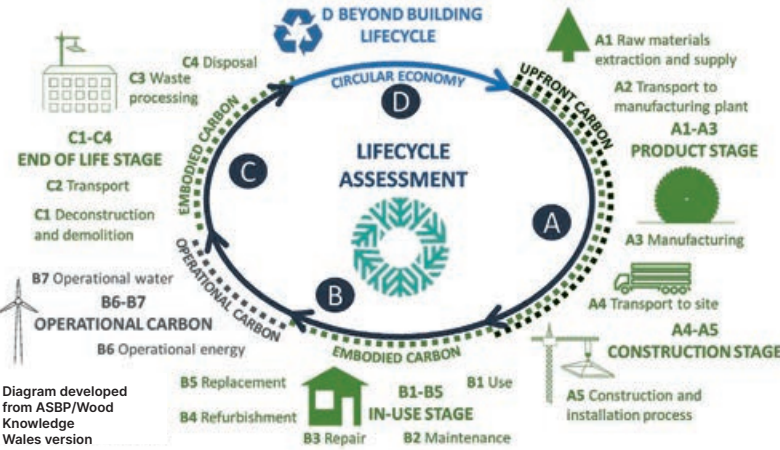 D BEYOND BUILDING
LIFECYCLE
CIRCULAR ECONOMY
D
UPFRONT CARBON
A1 Raw materials
extraction and supply
A2 Transport to
manufacturing plant
A1-A3
PRODUCT STAGE
A3 Manufacturing
A
A4 Transport to site
A4-A5
CONSTRUCTION STAGE
A5 Construction and
installation process
LIFECYCLE
ASSESSMENT
B
EMBODIED CARBON
B1 Use
B1-B5
IN-USE STAGE
B2 Maintenance
B3 Repair
B4 Refurbishment
B5 Replacement
OPERATIONAL CARBON
B7 Operational water
B6-B7
OPERATIONAL CARBON
B6 Operational energy
C
EMBODIED CARBON
C4 Disposal
C3 Waste
processing
C1-C4
END OF LIFE STAGE
C2 Transport
C1 Deconstruction
and demolition
Diagram developed
from ASBP/Wood
Knowledge
Wales version